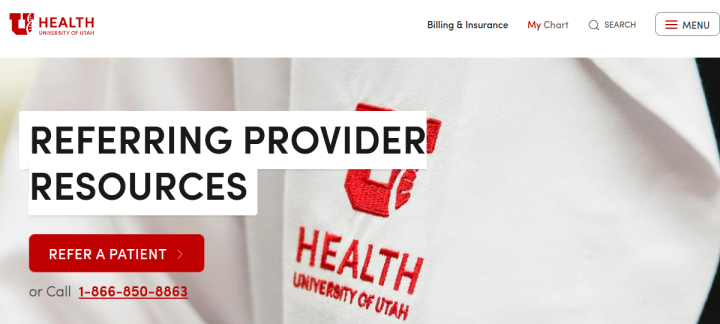 HEALTH
UNIVERSITY OF UTAH
Billing & Insurance
My Chart
SEARCH
MENU
REFERRING PROVIDER
RESOURCES
REFER A PATIENT
or Call 1-866-850-8863
U
HEALTH
UNIVERSITY OF UTAH